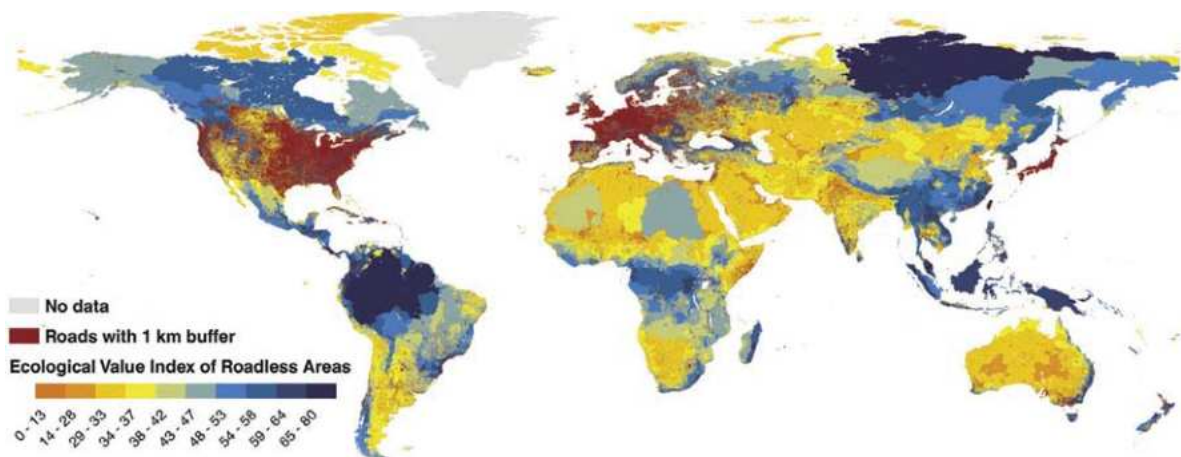 No data
Roads with 1 km buffer
Ecological Value Index of Roadless Areas
0 - 13
14 - 28
29 - 33
34 - 37
38 - 42
43 - 47
48 - 53
54 - 58
59 - 64
65 - 80